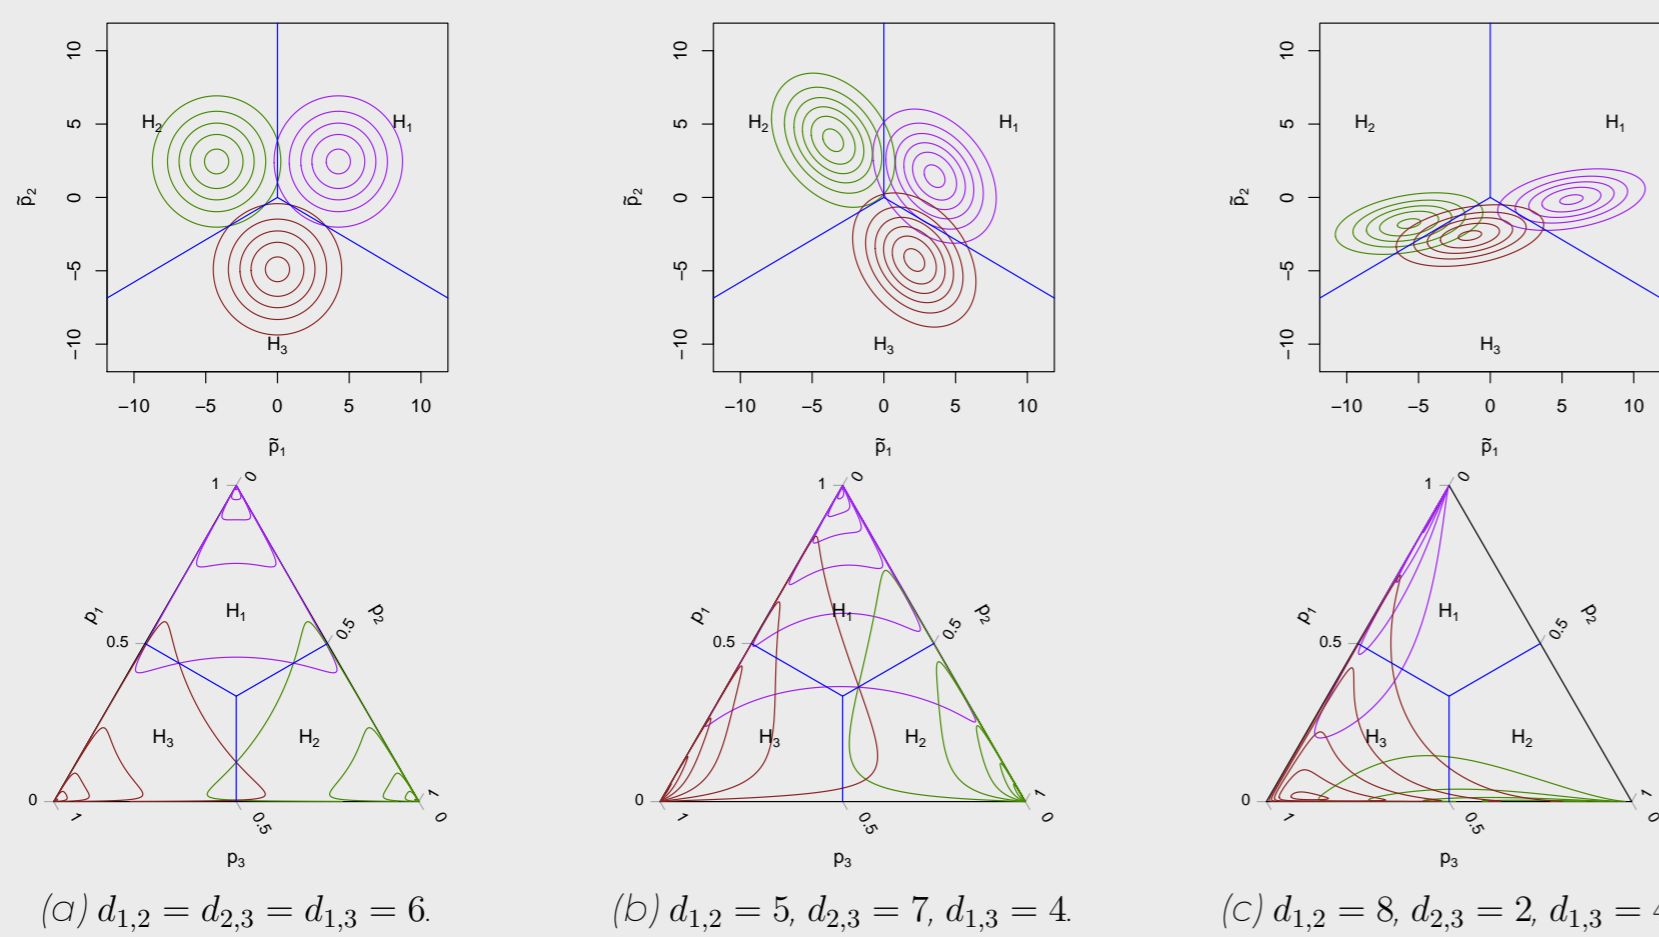 10
5
0
−5
−10
p̃₂
H₂
H₁
H₃
−10 −5 0 5 10
p̃₁
10
5
0
−5
−10
p̃₂
H₂
H₁
H₃
−10 −5 0 5 10
p̃₁
10
5
0
−5
−10
p̃₂
H₂
H₁
H₃
−10 −5 0 5 10
p̃₁
1 0
p₁ p₂
H₁
0.5 0.5
H₃ H₂
0 1
1 0.5 0
p₃
1 0
p₁ p₂
H₁
0.5 0.5
H₃ H₂
0 1
1 0.5 0
p₃
1 0
p₁ p₂
H₁
0.5 0.5
H₃ H₂
0 1
1 0.5 0
p₃
(a) d₁,₂ = d₂,₃ = d₁,₃ = 6.
(b) d₁,₂ = 5, d₂,₃ = 7, d₁,₃ = 4.
(c) d₁,₂ = 8, d₂,₃ = 2, d₁,₃ =